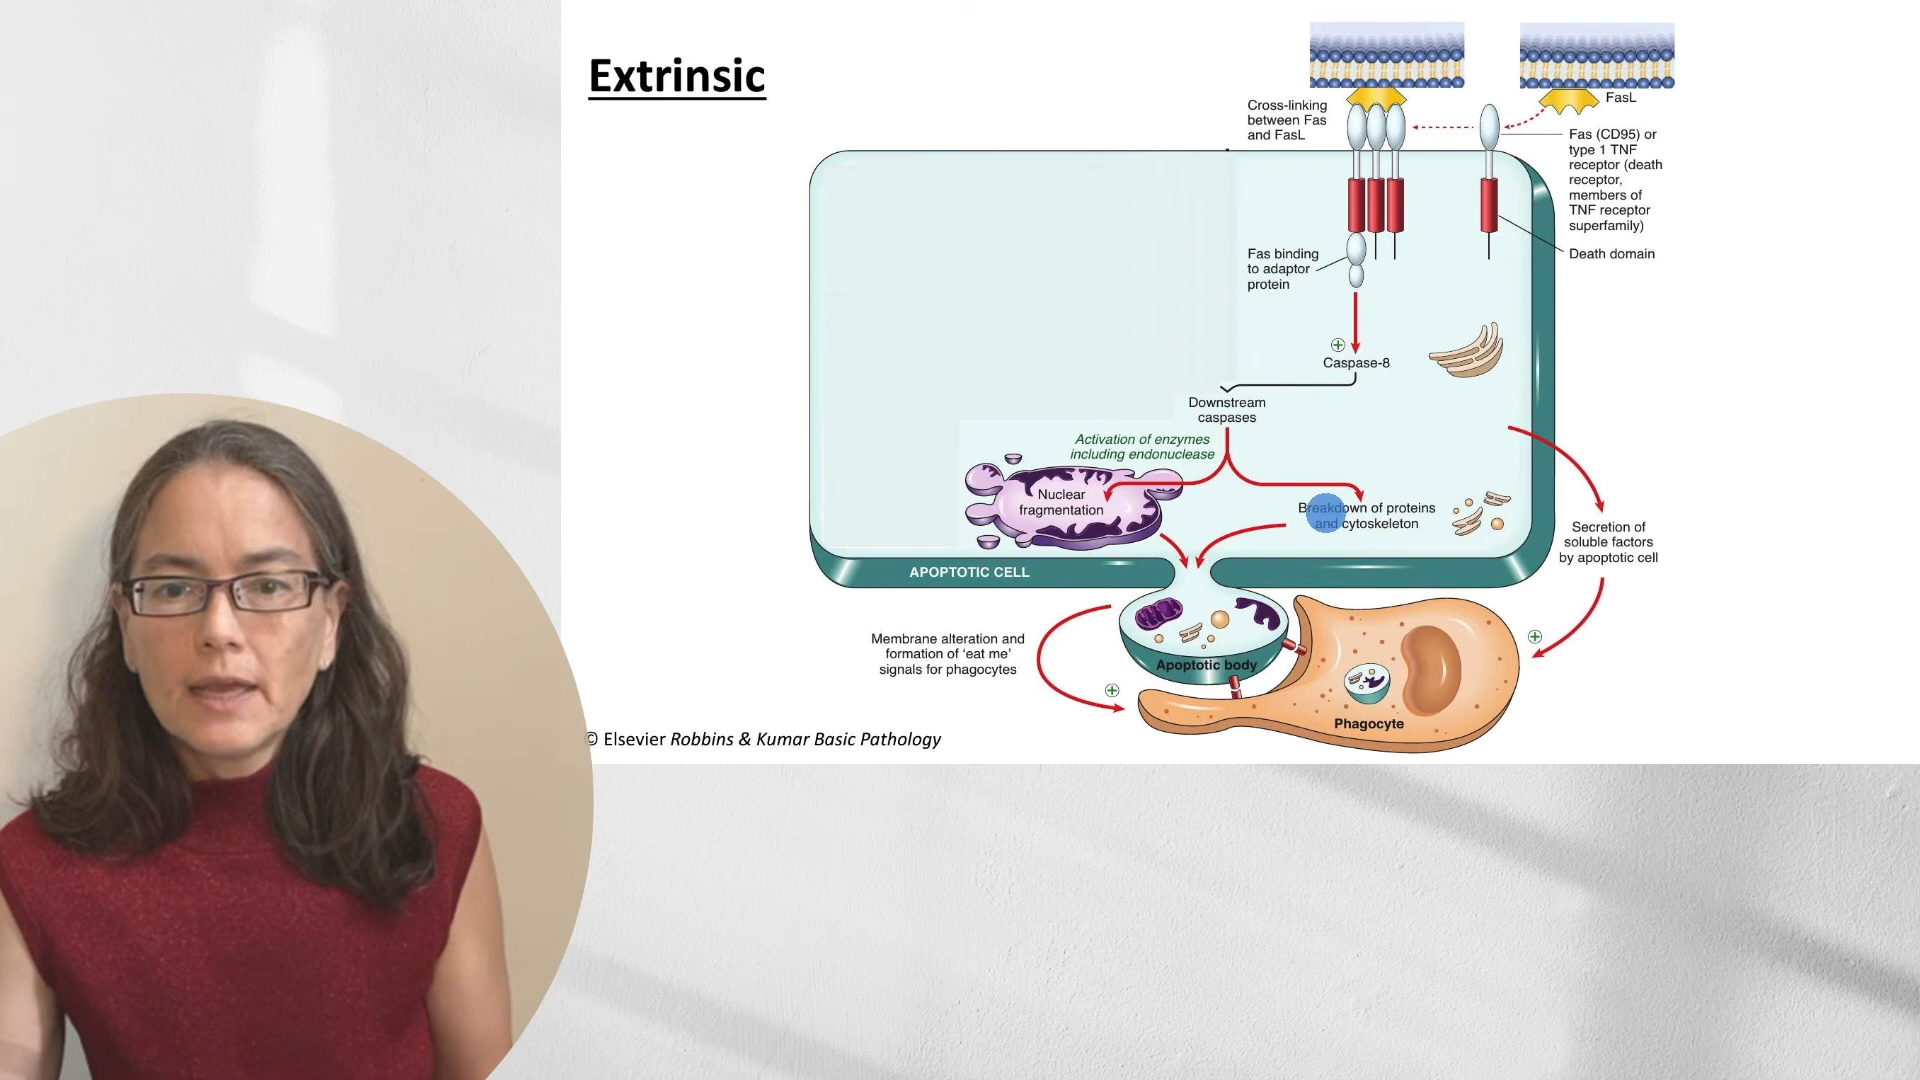 Extrinsic
Cross-linking
between Fas
and FasL
FasL
Fas (CD95) or
type 1 TNF
receptor (death
receptor,
members of
TNF receptor
superfamily)
Death domain
Fas binding
to adaptor
protein
+
Caspase-8
Downstream
caspases
Activation of enzymes
including endonuclease
Nuclear
fragmentation
Breakdown of proteins
and cytoskeleton
Secretion of
soluble factors
by apoptotic cell
APOPTOTIC CELL
+
Membrane alteration and
formation of ‘eat me’
signals for phagocytes
Apoptotic body
+
Phagocyte
© Elsevier Robbins & Kumar Basic Pathology